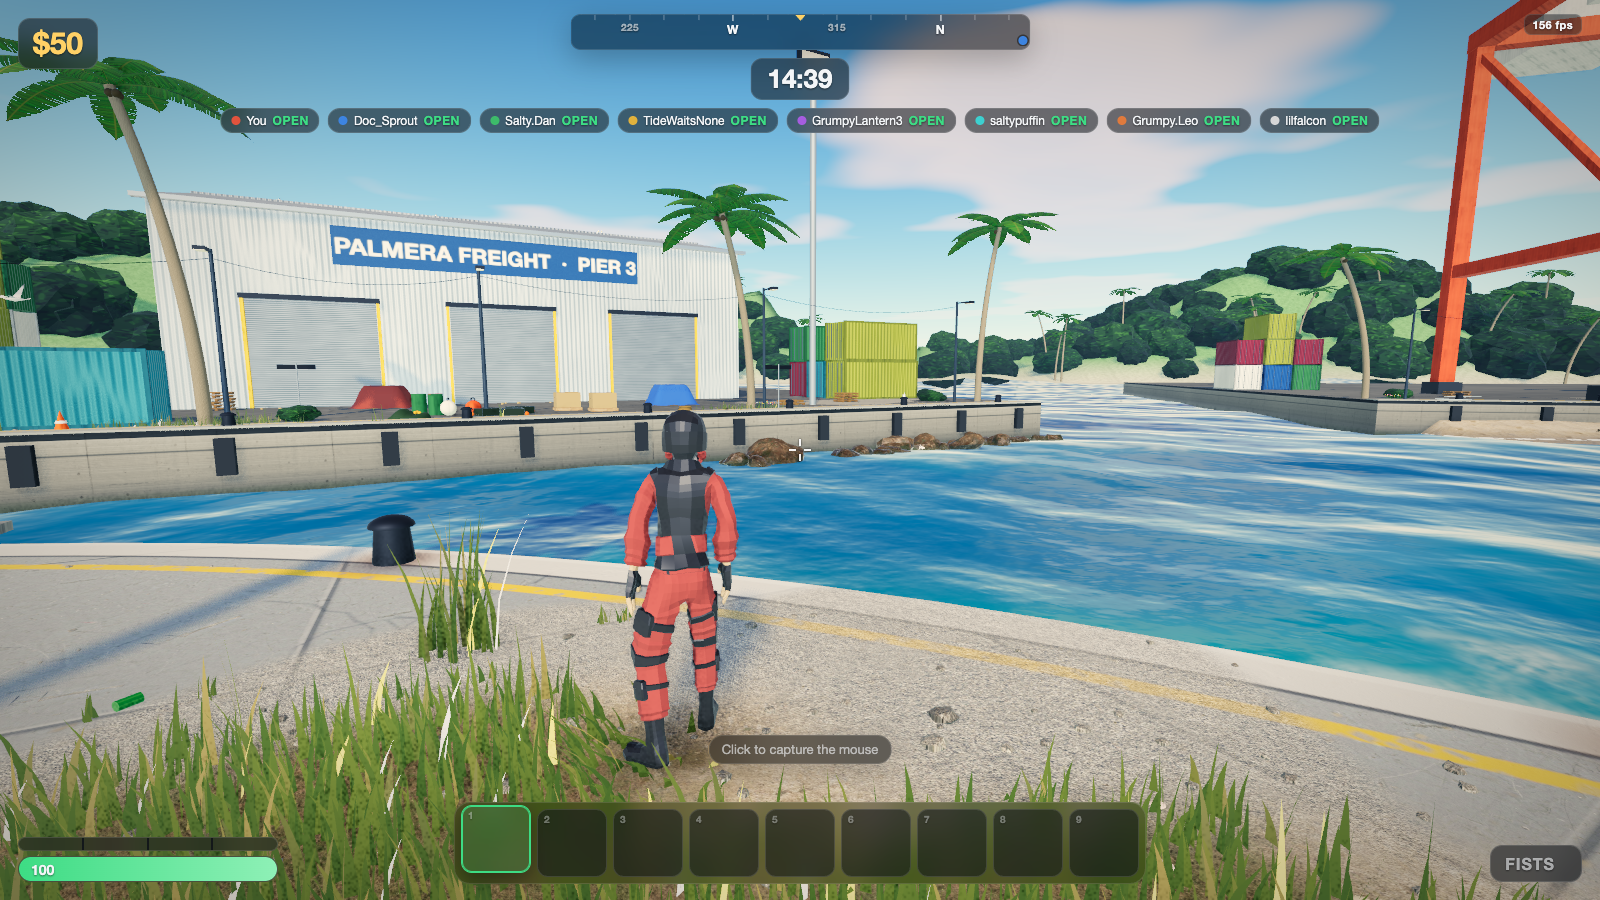 $50
225 W 315 N
156 fps
14:39
You OPEN
Doc_Sprout OPEN
Salty.Dan OPEN
TideWaitsNone OPEN
GrumpyLantern3 OPEN
saltypuffin OPEN
Grumpy.Leo OPEN
lilfalcon OPEN
PALMERA FREIGHT · PIER 3
Click to capture the mouse
1 2 3 4 5 6 7 8 9
100
FISTS